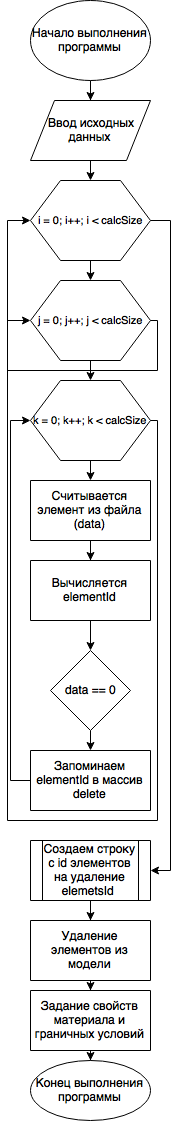 Начало выполнения
программы
Ввод исходных
данных
i = 0; i++; i < calcSize
j = 0; j++; j < calcSize
k = 0; k++; k < calcSize
Считывается
элемент из файла
(data)
Вычисляется
elementId
data == 0
Запоминаем
elementId в массив
delete
Создаем строку
с id элементов
на удаление
elemetsId
Удаление
элементов из
модели
Задание свойств
материала и
граничных условий
Конец выполнения
программы